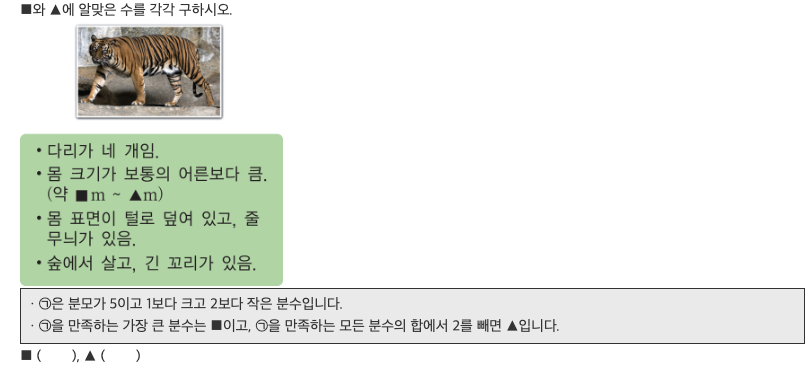 ■와 ▲에 알맞은 수를 각각 구하시오.
• 다리가 네 개임.
• 몸 크기가 보통의 어른보다 큼.
(약 ■m ~ ▲m)
• 몸 표면이 털로 덮여 있고, 줄
무늬가 있음.
• 숲에서 살고, 긴 꼬리가 있음.
· ㉠은 분모가 5이고 1보다 크고 2보다 작은 분수입니다.
· ㉠을 만족하는 가장 큰 분수는 ■이고, ㉠을 만족하는 모든 분수의 합에서 2를 빼면 ▲입니다.
■ (      ), ▲ (      )